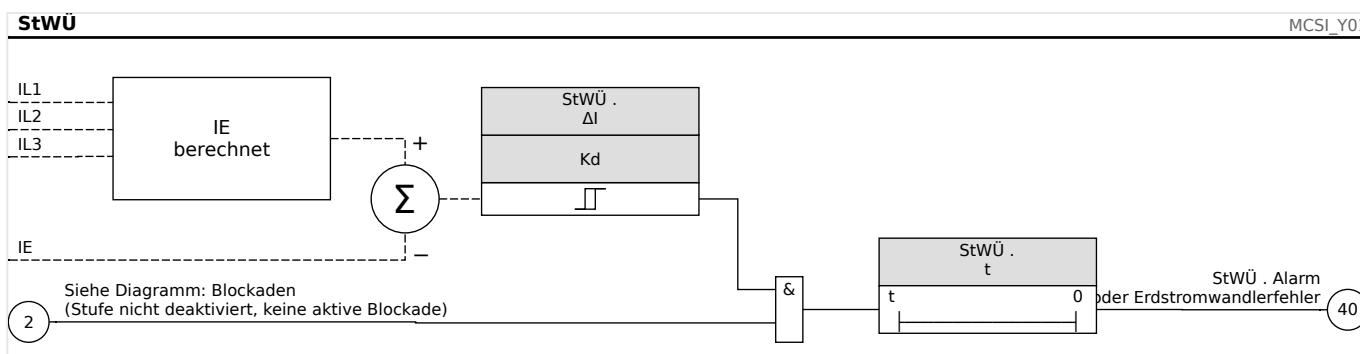 StWÜ
MCSI_Y01
IL1
IL2
IL3
IE
berechnet
+
Σ
−
IE
StWÜ .
ΔI
Kd
Siehe Diagramm: Blockaden
(Stufe nicht deaktiviert, keine aktive Blockade)
2
&
StWÜ .
t
t
0
StWÜ . Alarm
oder Erdstromwandlerfehler
40